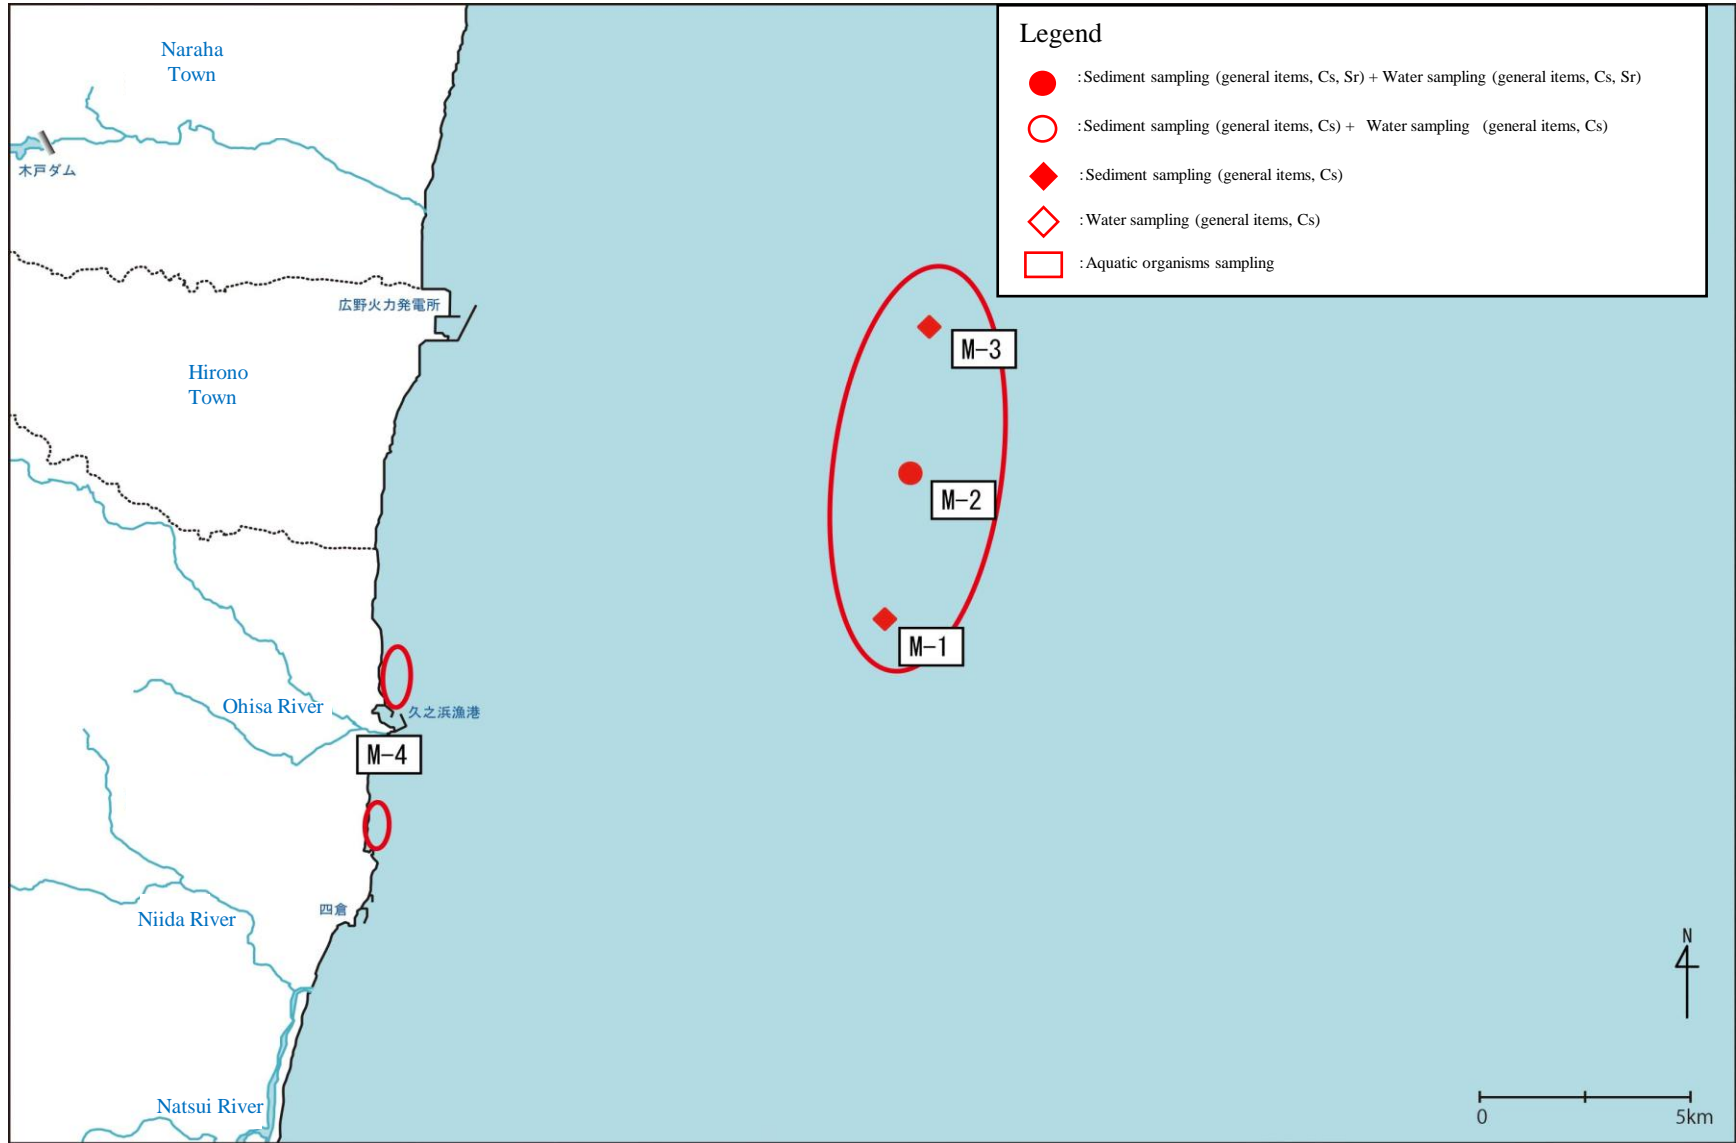 Legend
:Sediment sampling (general items, Cs, Sr) + Water sampling (general items, Cs, Sr)
:Sediment sampling (general items, Cs) + Water sampling (general items, Cs)
:Sediment sampling (general items, Cs)
:Water sampling (general items, Cs)
:Aquatic organisms sampling
Naraha
Town
木戸ダム
広野火力発電所
Hirono
Town
M-3
M-2
M-1
Ohisa River
久之浜漁港
M-4
四倉
Niida River
Natsui River
N
0
5km